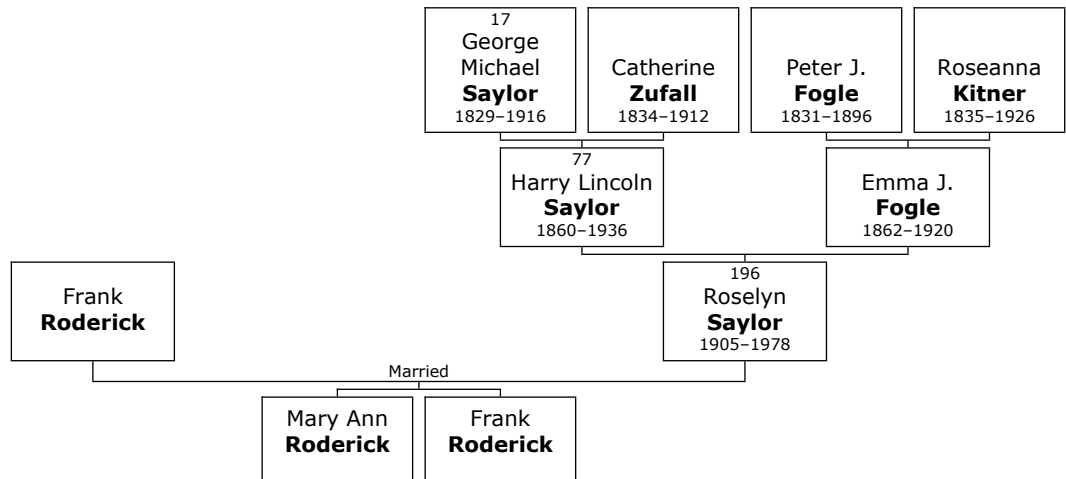 17
George
Michael
Saylor
1829–1916
Catherine
Zufall
1834–1912
Peter J.
Fogle
1831–1896
Roseanna
Kitner
1835–1926
77
Harry Lincoln
Saylor
1860–1936
Emma J.
Fogle
1862–1920
Frank
Roderick
196
Roselyn
Saylor
1905–1978
Married
Mary Ann
Roderick
Frank
Roderick